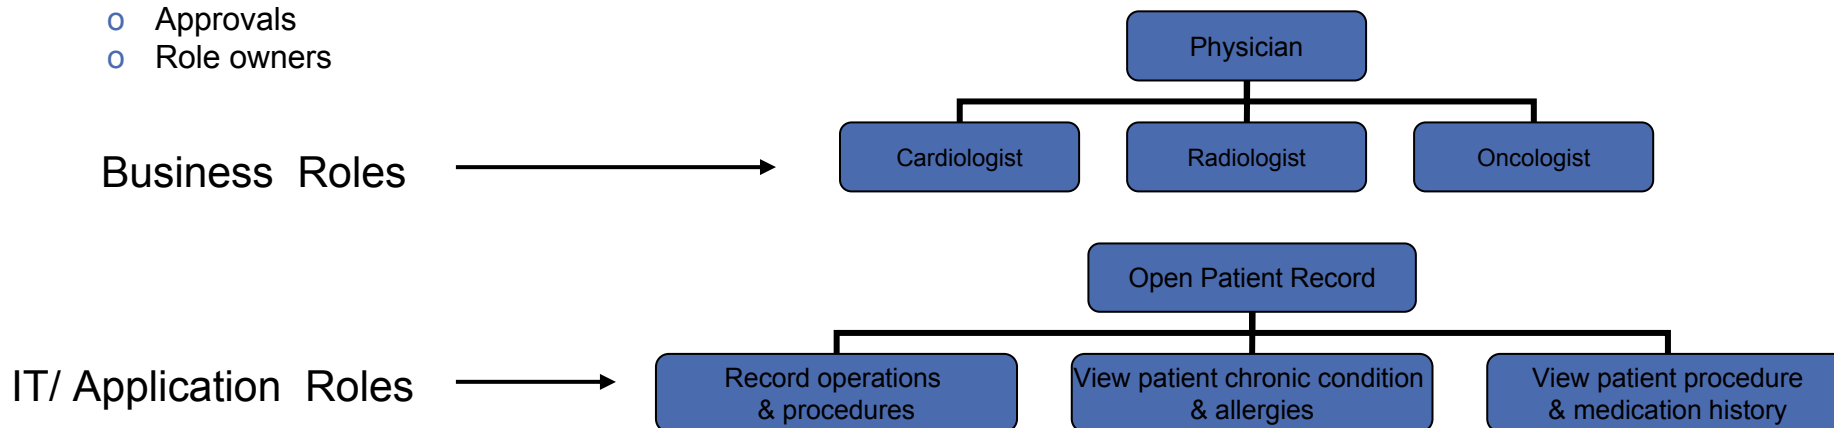 o Approvals
o Role owners
Physician
Cardiologist
Radiologist
Oncologist
Business Roles
Open Patient Record
IT/ Application Roles
Record operations
& procedures
View patient chronic condition
& allergies
View patient procedure
& medication history